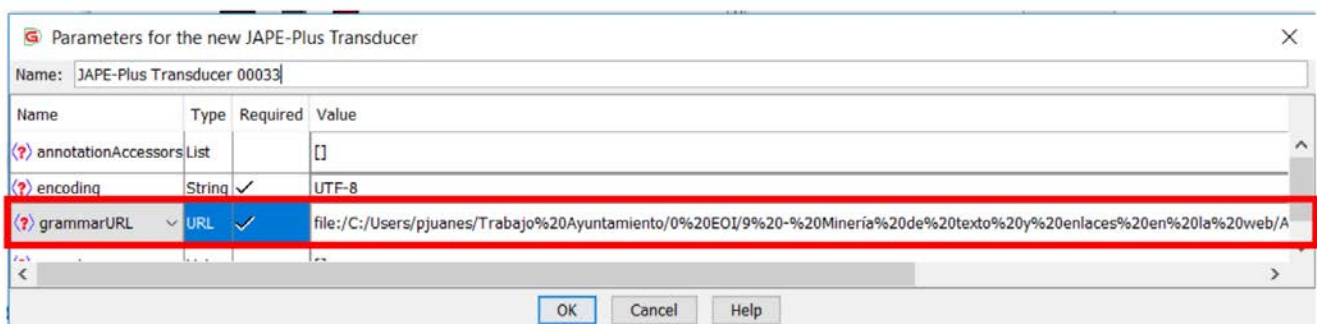 Parameters for the new JAPE-Plus Transducer
Name: JAPE-Plus Transducer 00033
Name Type Required Value
annotationAccessors List []
encoding String ✓ UTF-8
grammarURL URL ✓ file:/C:/Users/pjuanes/Trabajo%20Ayuntamiento/0%20EOI/9%20-%20Minería%20de%20texto%20y%20enlaces%20en%20la%20web/A
OK Cancel Help